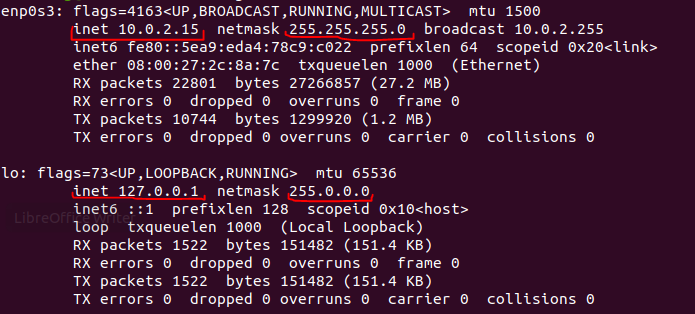 enp0s3: flags=4163<UP,BROADCAST,RUNNING,MULTICAST>  mtu 1500
        inet 10.0.2.15  netmask 255.255.255.0  broadcast 10.0.2.255
        inet6 fe80::5ea9:eda4:78c9:c022  prefixlen 64  scopeid 0x20<link>
        ether 08:00:27:2c:8a:7c  txqueuelen 1000  (Ethernet)
        RX packets 22801  bytes 27266857 (27.2 MB)
        RX errors 0  dropped 0  overruns 0  frame 0
        TX packets 10744  bytes 1299920 (1.2 MB)
        TX errors 0  dropped 0 overruns 0  carrier 0  collisions 0

lo: flags=73<UP,LOOPBACK,RUNNING>  mtu 65536
        inet 127.0.0.1  netmask 255.0.0.0
        inet6 ::1  prefixlen 128  scopeid 0x10<host>
LibreOffice Writer
        loop  txqueuelen 1000  (Local Loopback)
        RX packets 1522  bytes 151482 (151.4 KB)
        RX errors 0  dropped 0  overruns 0  frame 0
        TX packets 1522  bytes 151482 (151.4 KB)
        TX errors 0  dropped 0 overruns 0  carrier 0  collisions 0